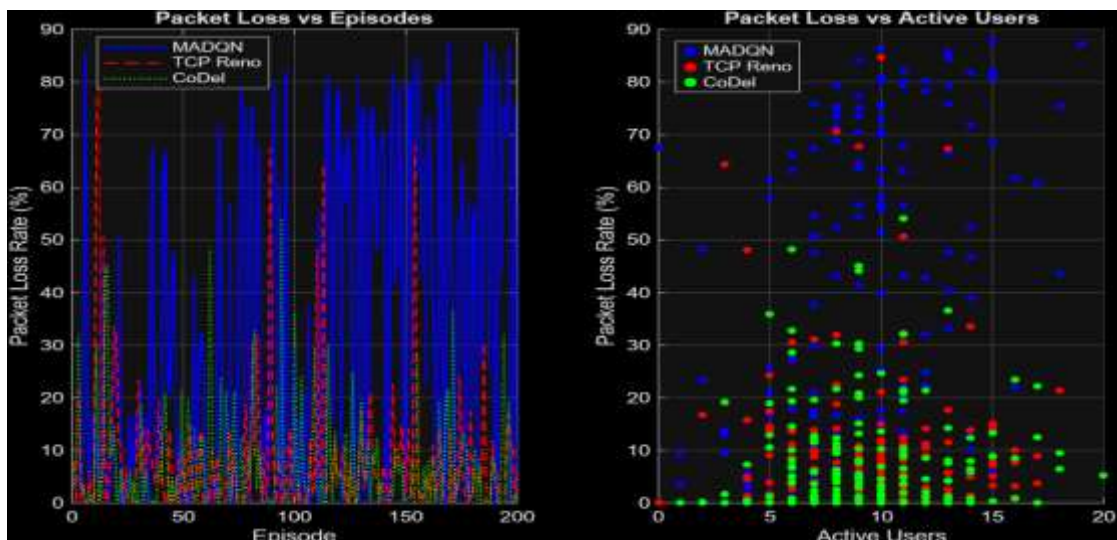 Packet Loss vs Episodes
90
80
70
60
50
40
30
20
10
0
Packet Loss Rate (%)
MADQN
TCP Reno
CoDel
0 50 100 150 200
Episode
Packet Loss vs Active Users
90
80
70
60
50
40
30
20
10
0
Packet Loss Rate (%)
MADQN
TCP Reno
CoDel
0 5 10 15 20
Active Users